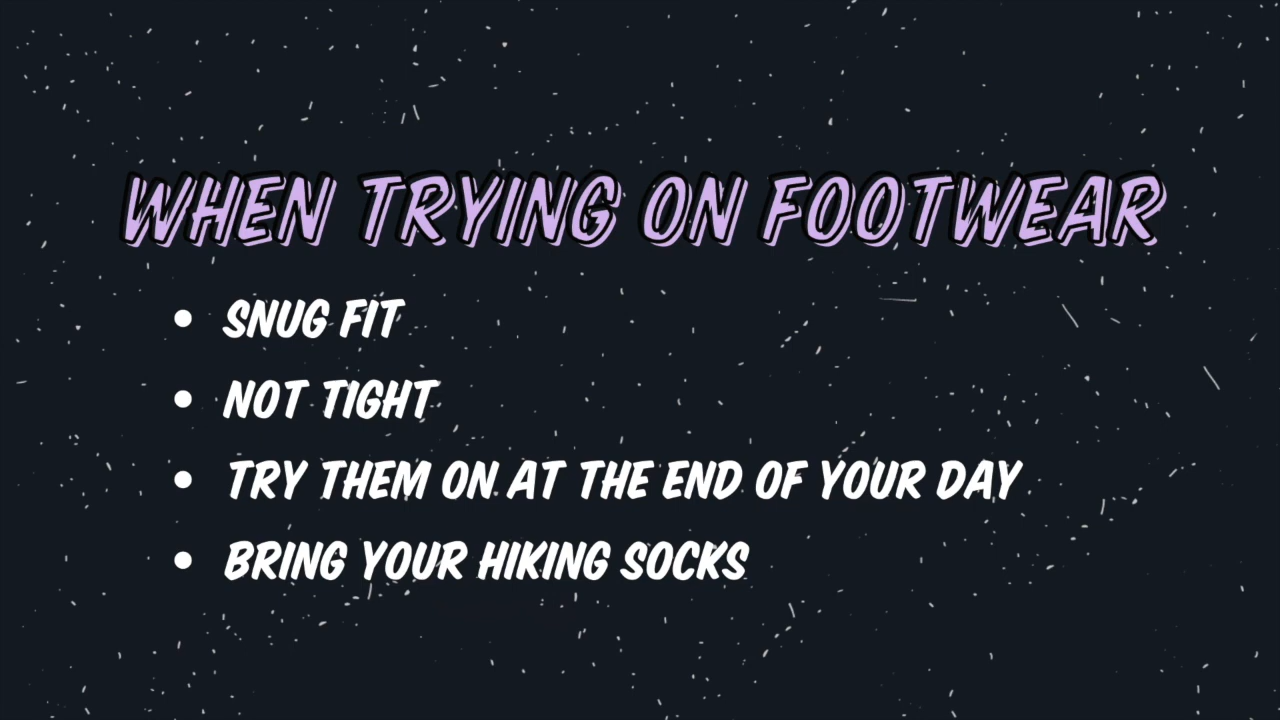 WHEN TRYING ON FOOTWEAR
• SNUG FIT
• NOT TIGHT
• TRY THEM ON AT THE END OF YOUR DAY
• BRING YOUR HIKING SOCKS